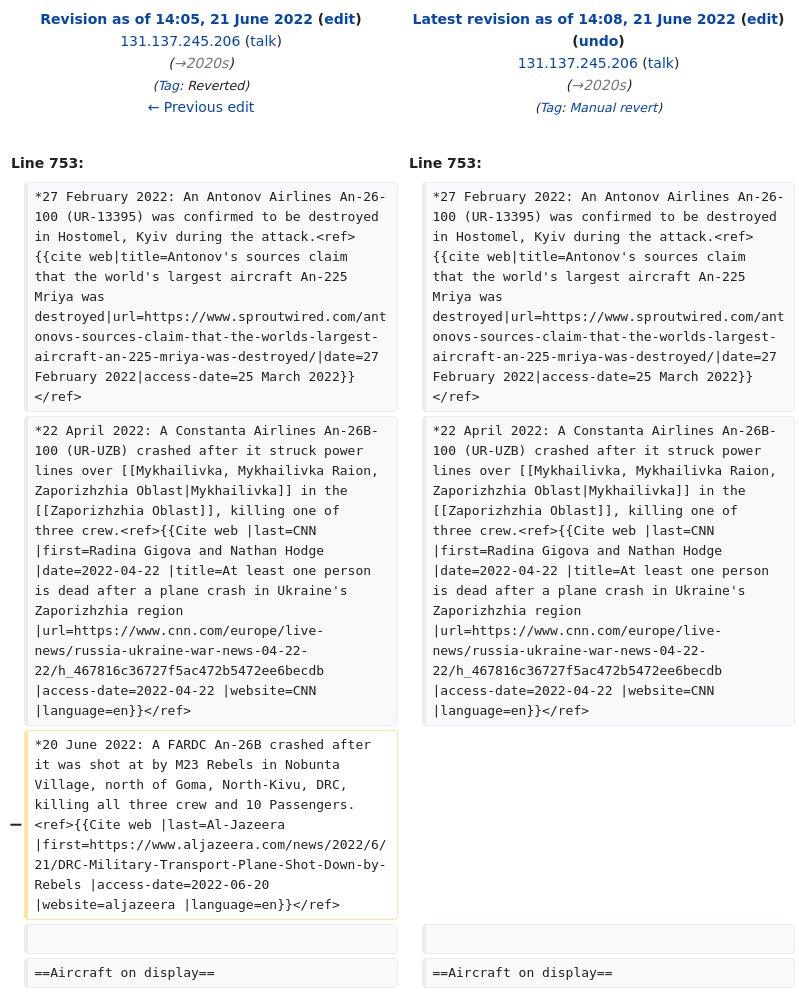 Revision as of 14:05, 21 June 2022 (edit)
131.137.245.206 (talk)
(→2020s)
(Tag: Reverted)
← Previous edit
Latest revision as of 14:08, 21 June 2022 (edit)
(undo)
131.137.245.206 (talk)
(→2020s)
(Tag: Manual revert)
Line 753:
*27 February 2022: An Antonov Airlines An-26-
100 (UR-13395) was confirmed to be destroyed
in Hostomel, Kyiv during the attack.<ref>
{{cite web|title=Antonov's sources claim
that the world's largest aircraft An-225
Mriya was
destroyed|url=https://www.sproutwired.com/ant
onovs-sources-claim-that-the-worlds-largest-
aircraft-an-225-mriya-was-destroyed/|date=27
February 2022|access-date=25 March 2022}}
</ref>
*22 April 2022: A Constanta Airlines An-26B-
100 (UR-UZB) crashed after it struck power
lines over [[Mykhailivka, Mykhailivka Raion,
Zaporizhzhia Oblast|Mykhailivka]] in the
[[Zaporizhzhia Oblast]], killing one of
three crew.<ref>{{Cite web |last=CNN
|first=Radina Gigova and Nathan Hodge
|date=2022-04-22 |title=At least one person
is dead after a plane crash in Ukraine's
Zaporizhzhia region
|url=https://www.cnn.com/europe/live-
news/russia-ukraine-war-news-04-22-
22/h_467816c36727f5ac472b5472ee6becdb
|access-date=2022-04-22 |website=CNN
|language=en}}</ref>
−
*20 June 2022: A FARDC An-26B crashed after
it was shot at by M23 Rebels in Nobunta
Village, north of Goma, North-Kivu, DRC,
killing all three crew and 10 Passengers.
<ref>{{Cite web |last=Al-Jazeera
|first=https://www.aljazeera.com/news/2022/6/
21/DRC-Military-Transport-Plane-Shot-Down-by-
Rebels |access-date=2022-06-20
|website=aljazeera |language=en}}</ref>
==Aircraft on display==
Line 753:
*27 February 2022: An Antonov Airlines An-26-
100 (UR-13395) was confirmed to be destroyed
in Hostomel, Kyiv during the attack.<ref>
{{cite web|title=Antonov's sources claim
that the world's largest aircraft An-225
Mriya was
destroyed|url=https://www.sproutwired.com/ant
onovs-sources-claim-that-the-worlds-largest-
aircraft-an-225-mriya-was-destroyed/|date=27
February 2022|access-date=25 March 2022}}
</ref>
*22 April 2022: A Constanta Airlines An-26B-
100 (UR-UZB) crashed after it struck power
lines over [[Mykhailivka, Mykhailivka Raion,
Zaporizhzhia Oblast|Mykhailivka]] in the
[[Zaporizhzhia Oblast]], killing one of
three crew.<ref>{{Cite web |last=CNN
|first=Radina Gigova and Nathan Hodge
|date=2022-04-22 |title=At least one person
is dead after a plane crash in Ukraine's
Zaporizhzhia region
|url=https://www.cnn.com/europe/live-
news/russia-ukraine-war-news-04-22-
22/h_467816c36727f5ac472b5472ee6becdb
|access-date=2022-04-22 |website=CNN
|language=en}}</ref>
==Aircraft on display==